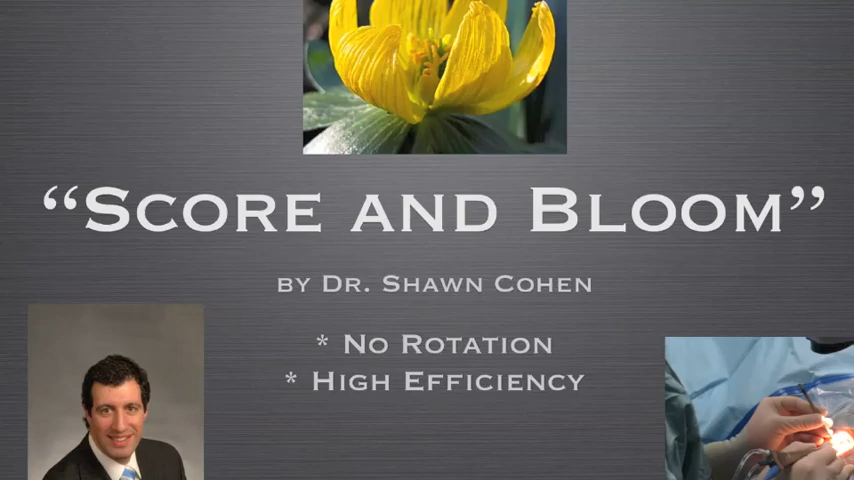 “Score and Bloom”
by Dr. Shawn Cohen
* No Rotation
* High Efficiency